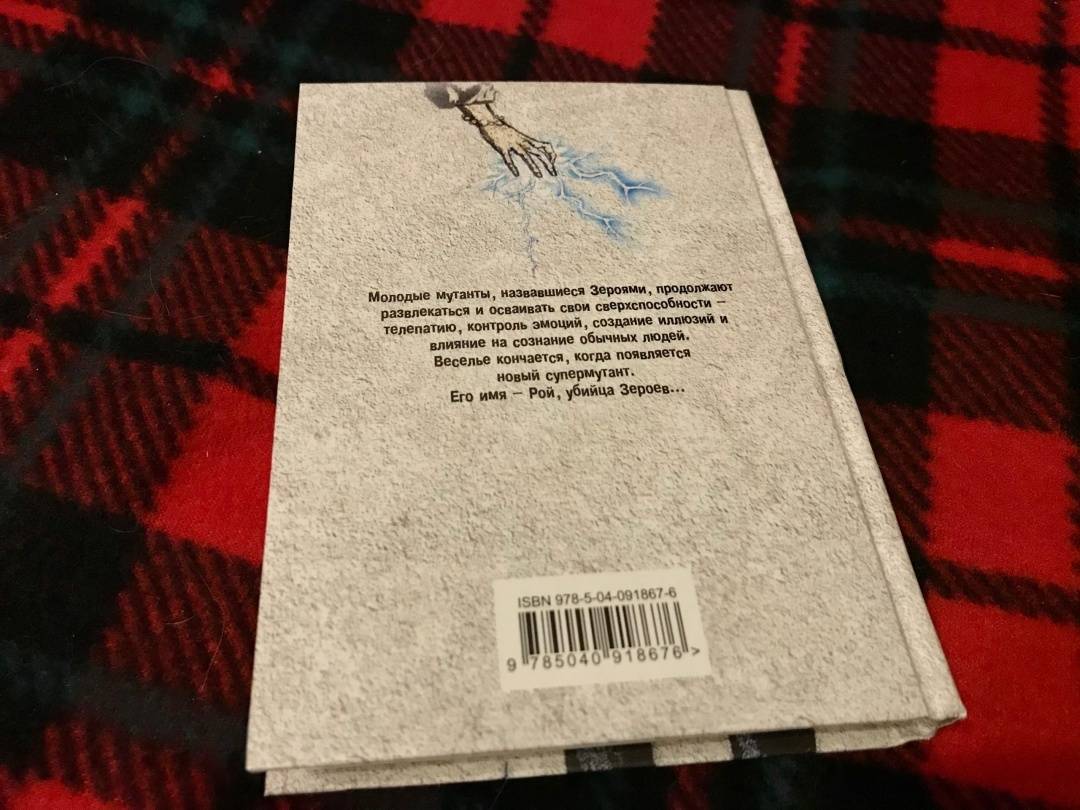 Молодые мутанты, назвавшиеся Зероями, продолжают
развлекаться и осваивать свои сверхспособности –
телепатию, контроль эмоций, создание иллюзий и
влияние на сознание обычных людей.
Веселье кончается, когда появляется
новый супермутант.
Его имя – Рой, убийца Зероев...
ISBN 978-5-04-091867-6
9 785040 918676 >